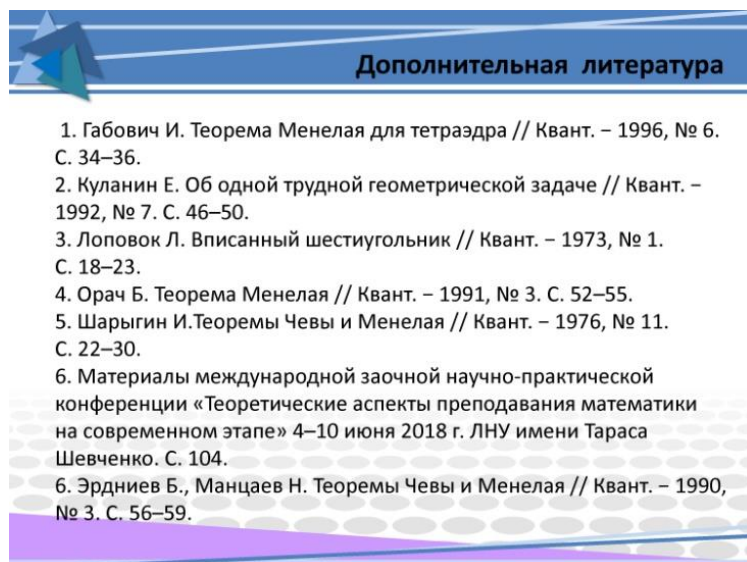 Дополнительная литература
1. Габович И. Теорема Менелая для тетраэдра // Квант. – 1996, № 6.
С. 34–36.
2. Куланин Е. Об одной трудной геометрической задаче // Квант. –
1992, № 7. С. 46–50.
3. Лоповок Л. Вписанный шестиугольник // Квант. – 1973, № 1.
С. 18–23.
4. Орач Б. Теорема Менелая // Квант. – 1991, № 3. С. 52–55.
5. Шарыгин И.Теоремы Чевы и Менелая // Квант. – 1976, № 11.
С. 22–30.
6. Материалы международной заочной научно-практической
конференции «Теоретические аспекты преподавания математики
на современном этапе» 4–10 июня 2018 г. ЛНУ имени Тараса
Шевченко. С. 104.
6. Эрдниев Б., Манцаев Н. Теоремы Чевы и Менелая // Квант. – 1990,
№ 3. С. 56–59.